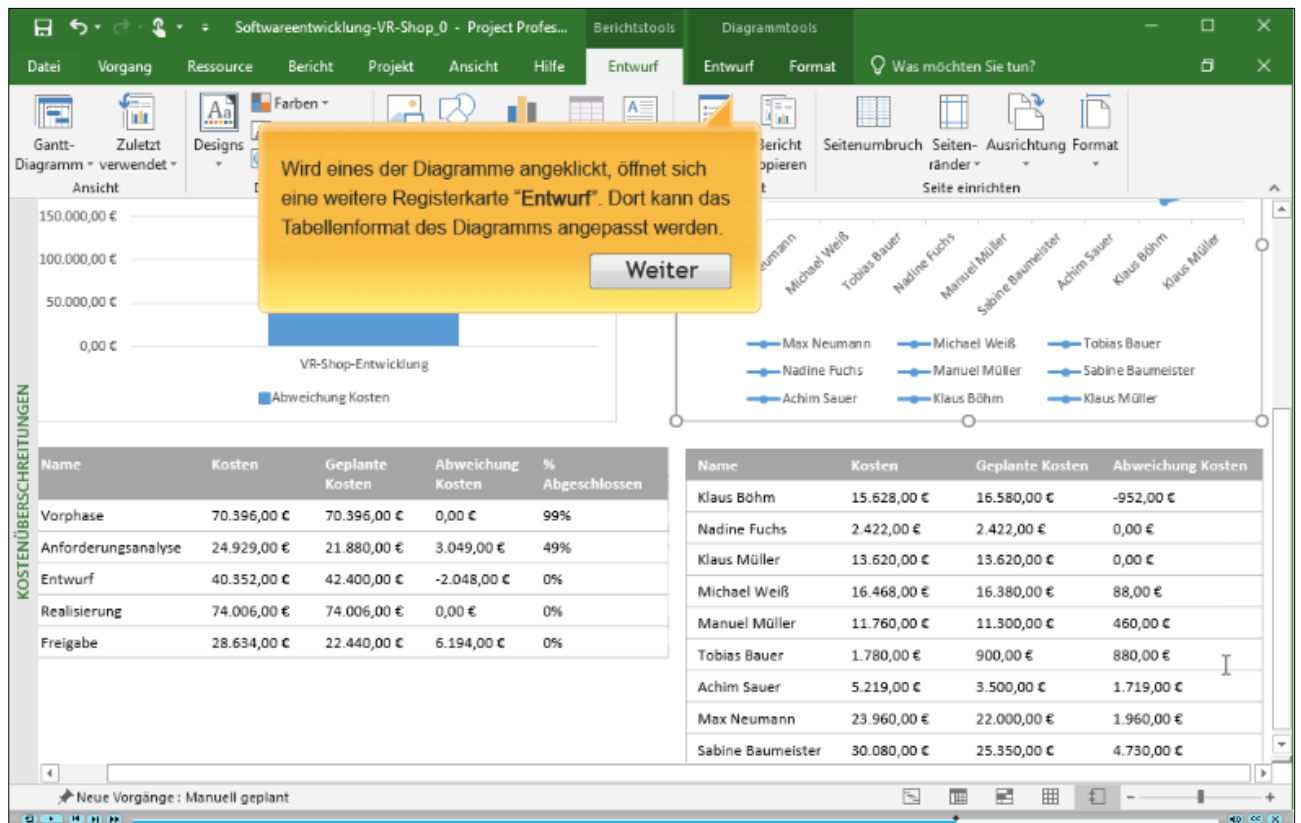 Softwareentwicklung-VR-Shop_0 - Project Profes...
Berichtstools
Diagrammtools
Datei Vorgang Ressource Bericht Projekt Ansicht Hilfe Entwurf Entwurf Format Was möchten Sie tun?
Gantt-Diagramm
Zuletzt verwendet
Ansicht
Designs
Farben
Bericht
Seitenumbruch
Seiten-ränder
Ausrichtung
Format
Seite einrichten
Wird eines der Diagramme angeklickt, öffnet sich
eine weitere Registerkarte “Entwurf”. Dort kann das
Tabellenformat des Diagramms angepasst werden.
Weiter
150.000,00 €
100.000,00 €
50.000,00 €
0,00 €
VR-Shop-Entwicklung
Abweichung Kosten
Michael Weiß
Tobias Bauer
Nadine Fuchs
Manuel Müller
Sabine Baumeister
Achim Sauer
Klaus Böhm
Klaus Müller
Max Neumann Michael Weiß Tobias Bauer
Nadine Fuchs Manuel Müller Sabine Baumeister
Achim Sauer Klaus Böhm Klaus Müller
KOSTENÜBERSCHREITUNGEN
Name Kosten Geplante Kosten Abweichung Kosten % Abgeschlossen
Vorphase 70.396,00 € 70.396,00 € 0,00 € 99%
Anforderungsanalyse 24.929,00 € 21.880,00 € 3.049,00 € 49%
Entwurf 40.352,00 € 42.400,00 € -2.048,00 € 0%
Realisierung 74.006,00 € 74.006,00 € 0,00 € 0%
Freigabe 28.634,00 € 22.440,00 € 6.194,00 € 0%
Name Kosten Geplante Kosten Abweichung Kosten
Klaus Böhm 15.628,00 € 16.580,00 € -952,00 €
Nadine Fuchs 2.422,00 € 2.422,00 € 0,00 €
Klaus Müller 13.620,00 € 13.620,00 € 0,00 €
Michael Weiß 16.468,00 € 16.380,00 € 88,00 €
Manuel Müller 11.760,00 € 11.300,00 € 460,00 €
Tobias Bauer 1.780,00 € 900,00 € 880,00 €
Achim Sauer 5.219,00 € 3.500,00 € 1.719,00 €
Max Neumann 23.960,00 € 22.000,00 € 1.960,00 €
Sabine Baumeister 30.080,00 € 25.350,00 € 4.730,00 €
Neue Vorgänge : Manuell geplant